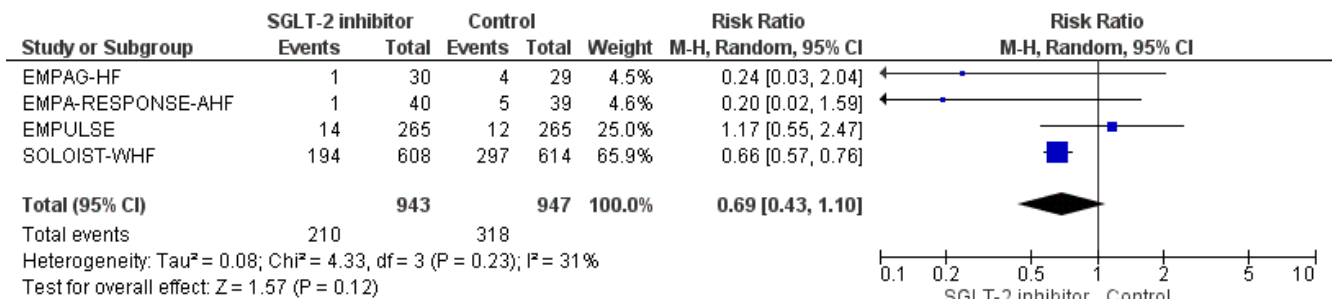 SGLT-2 inhibitor Control Risk Ratio Risk Ratio
Study or Subgroup Events Total Events Total Weight M-H, Random, 95% CI M-H, Random, 95% CI
EMPAG-HF 1 30 4 29 4.5% 0.24 [0.03, 2.04]
EMPA-RESPONSE-AHF 1 40 5 39 4.6% 0.20 [0.02, 1.59]
EMPULSE 14 265 12 265 25.0% 1.17 [0.55, 2.47]
SOLOIST-WHF 194 608 297 614 65.9% 0.66 [0.57, 0.76]
Total (95% CI) 943 947 100.0% 0.69 [0.43, 1.10]
Total events 210 318
Heterogeneity: Tau² = 0.08; Chi² = 4.33, df = 3 (P = 0.23); I² = 31%
Test for overall effect: Z = 1.57 (P = 0.12)
0.1 0.2 0.5 1 2 5 10
SGLT-2 inhibitor Control